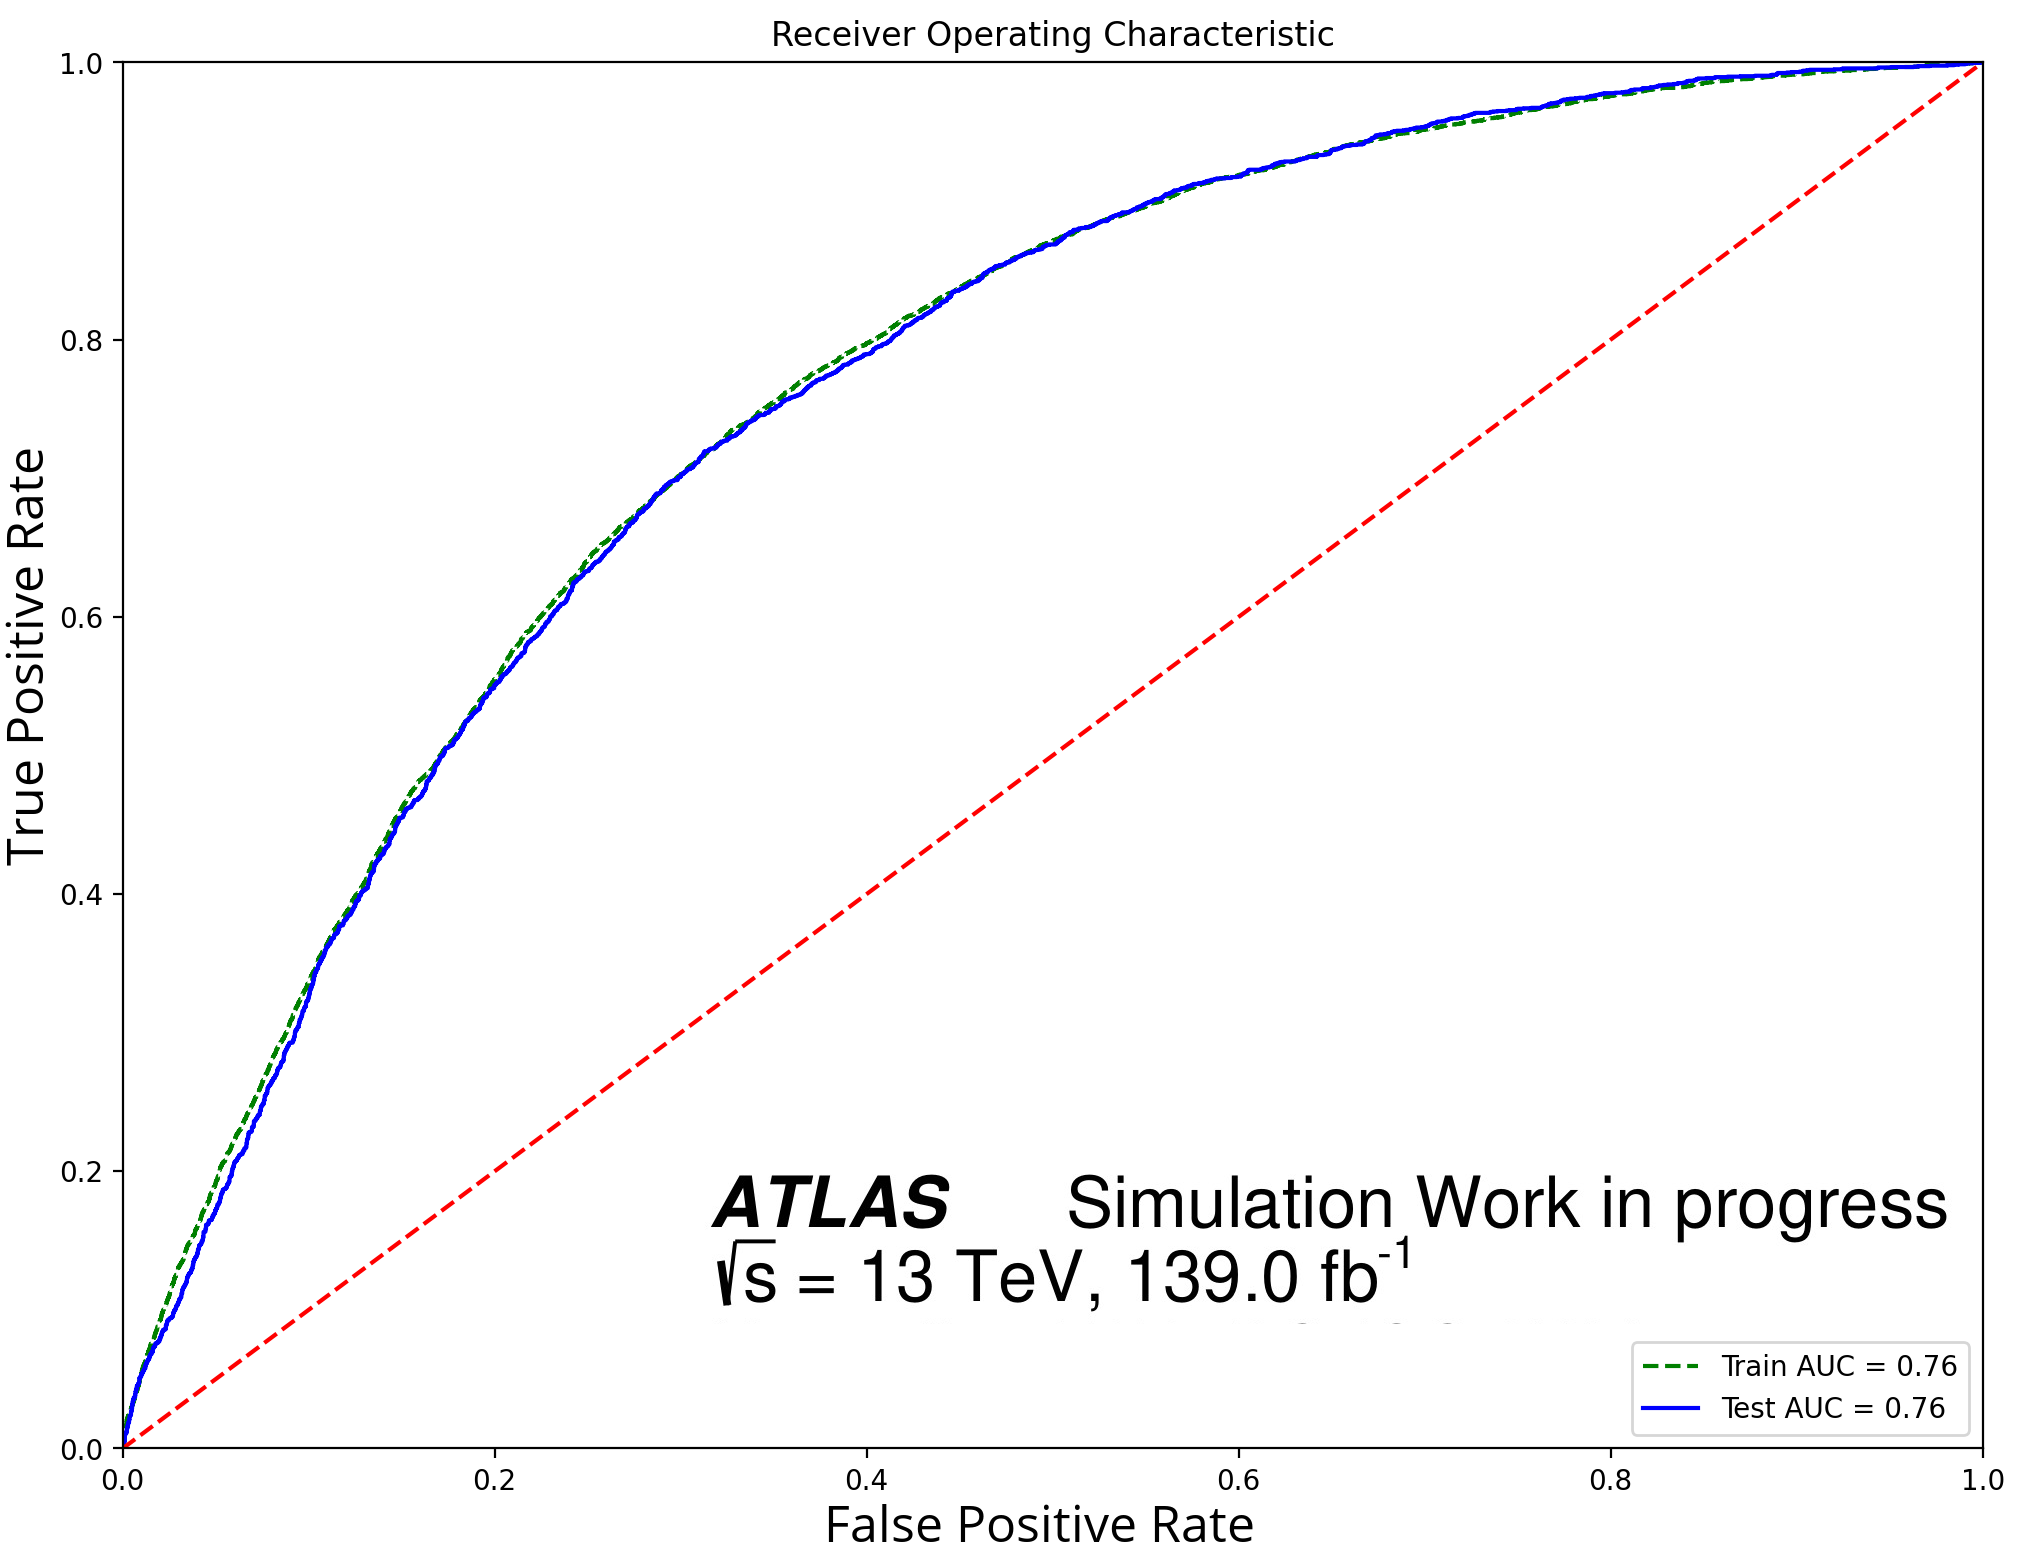 Receiver Operating Characteristic
1.0
0.8
0.6
0.4
0.2
0.0
True Positive Rate
ATLAS Simulation Work in progress
√s = 13 TeV, 139.0 fb⁻¹
Train AUC = 0.76
Test AUC = 0.76
0.0 0.2 0.4 0.6 0.8 1.0
False Positive Rate